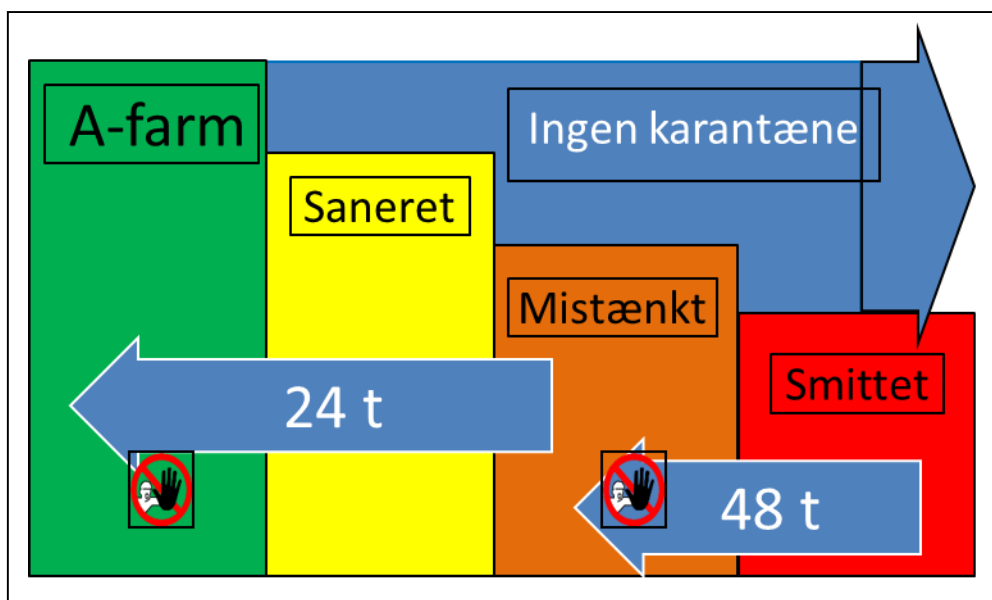 A-farm
Ingen karantæne
Saneret
Mistænkt
Smittet
24 t
48 t